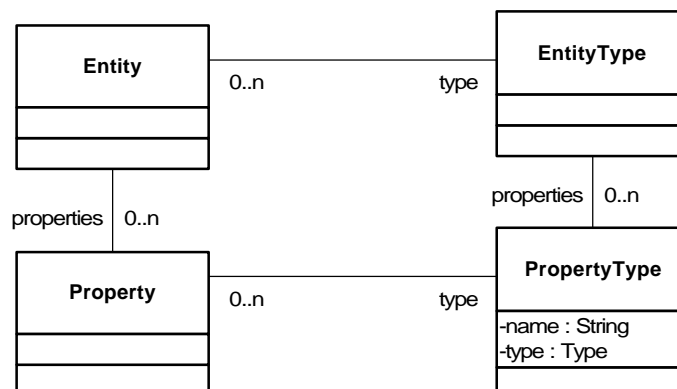 Entity
EntityType
0..n
type
properties
0..n
properties
0..n
Property
PropertyType
0..n
type
-name : String
-type : Type